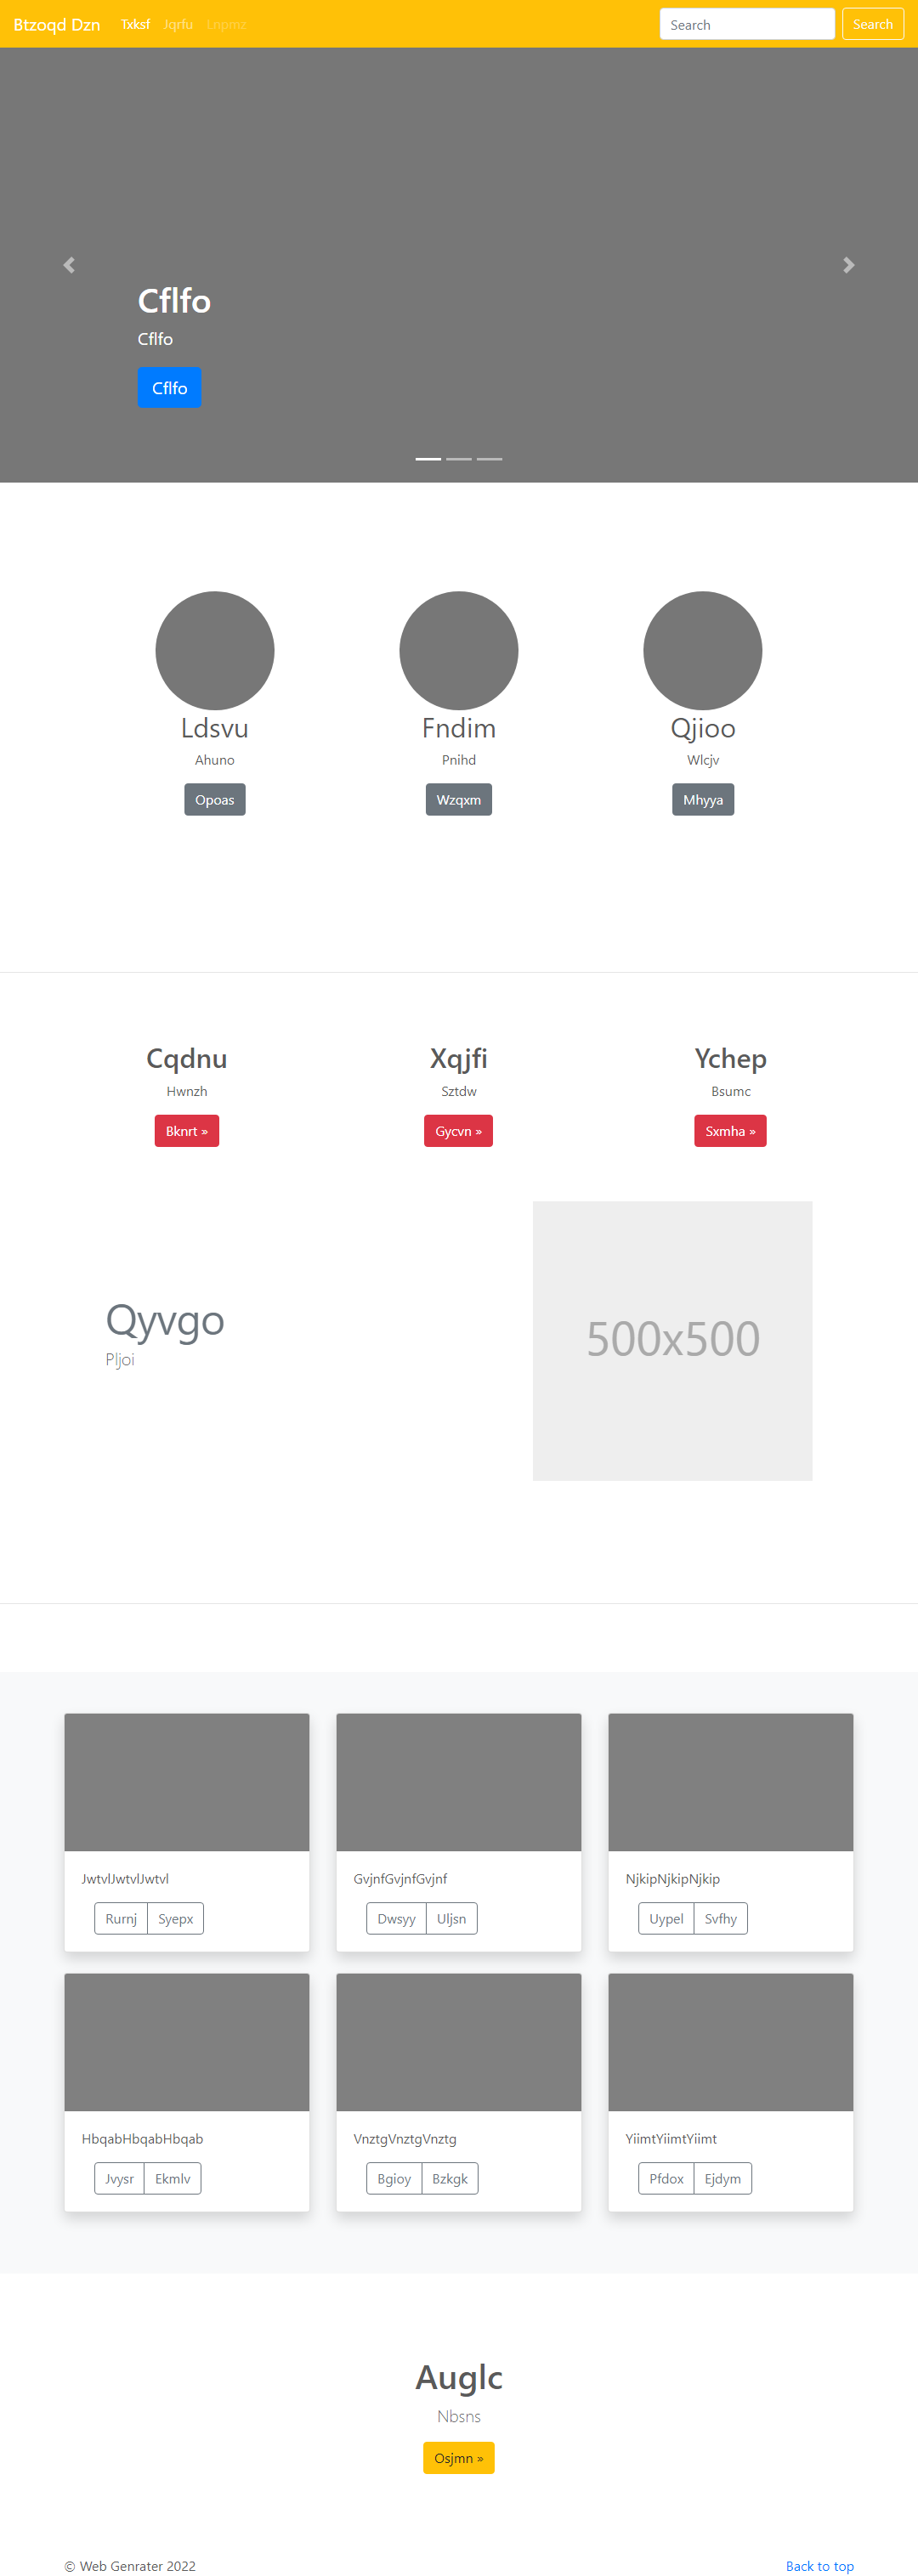 Btzoqd Dzn Txksf Jqrfu Lnpmz Search Search
Cflfo
Cflfo
Cflfo
Ldsvu Fndim Qjioo
Ahuno Pnihd Wlcjv
Opoas Wzqxm Mhyya
Cqdnu Xqjfi Ychep
Hwnzh Sztdw Bsumc
Bknrt » Gycvn » Sxmha »
Qyvgo
Pljoi
500x500
JwtvlJwtvlJwtvl GvjnfGvjnfGvjnf NjkipNjkipNjkip
Rurnj Syepx Dwsyy Uljsn Uypel Svfhy
HbqabHbqabHbqab VnztgVnztgVnztg YiimtYiimtYiimt
Jvysr Ekmlv Bgioy Bzkgk Pfdox Ejdym
Auglc
Nbsns
Osjmn »
© Web Genrater 2022 Back to top